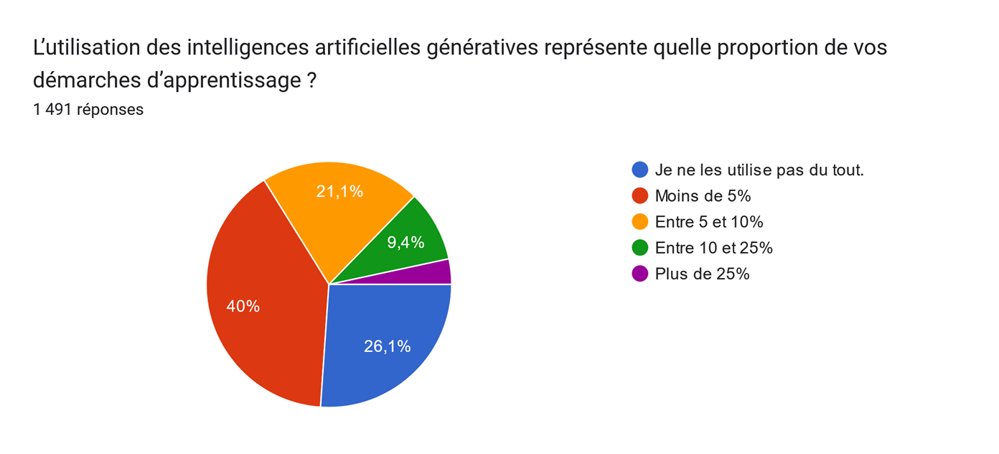 L’utilisation des intelligences artificielles génératives représente quelle proportion de vos
démarches d’apprentissage ?
1 491 réponses
Je ne les utilise pas du tout.
Moins de 5%
Entre 5 et 10%
Entre 10 et 25%
Plus de 25%
21,1%
9,4%
40%
26,1%